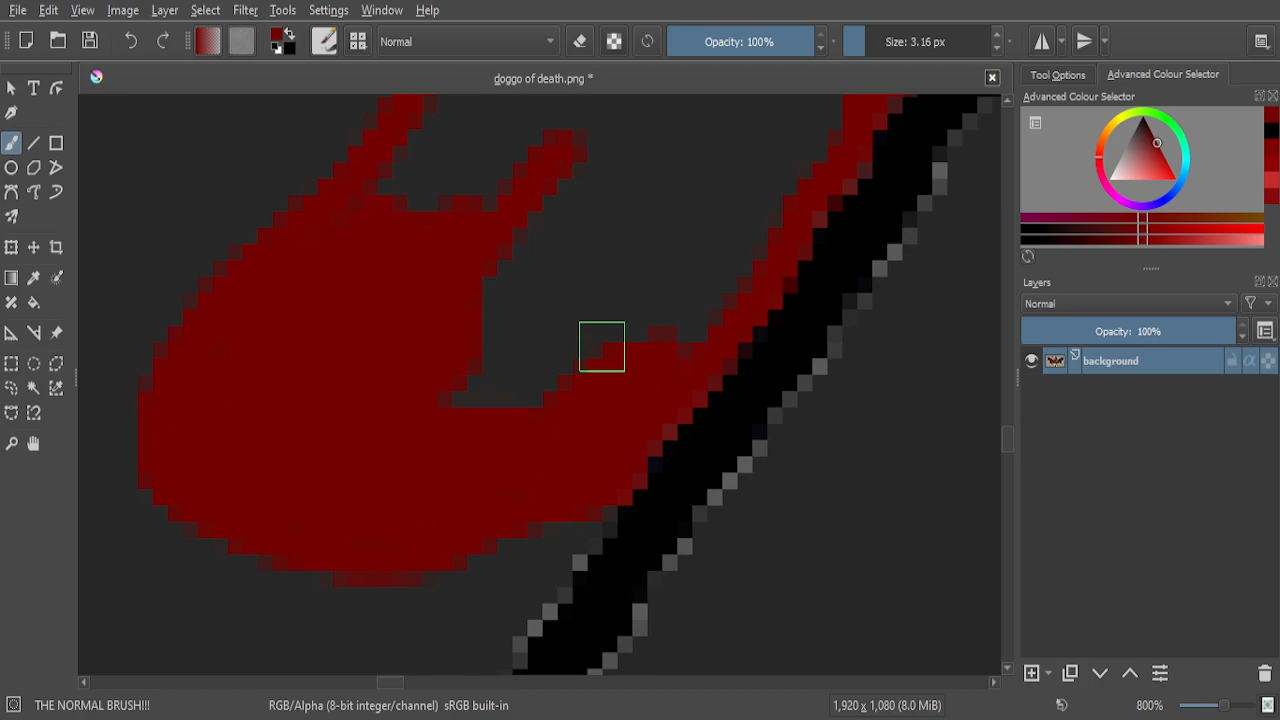 File Edit View Image Layer Select Filter Tools Settings Window Help
Normal Opacity: 100% Size: 3.16 px
doggo of death.png *
Tool Options Advanced Colour Selector
Advanced Colour Selector
Layers
Normal
Opacity: 100%
background
THE NORMAL BRUSH!!! RGB/Alpha (8-bit integer/channel) sRGB built-in 1,920 x 1,080 (8.0 MiB) 800%